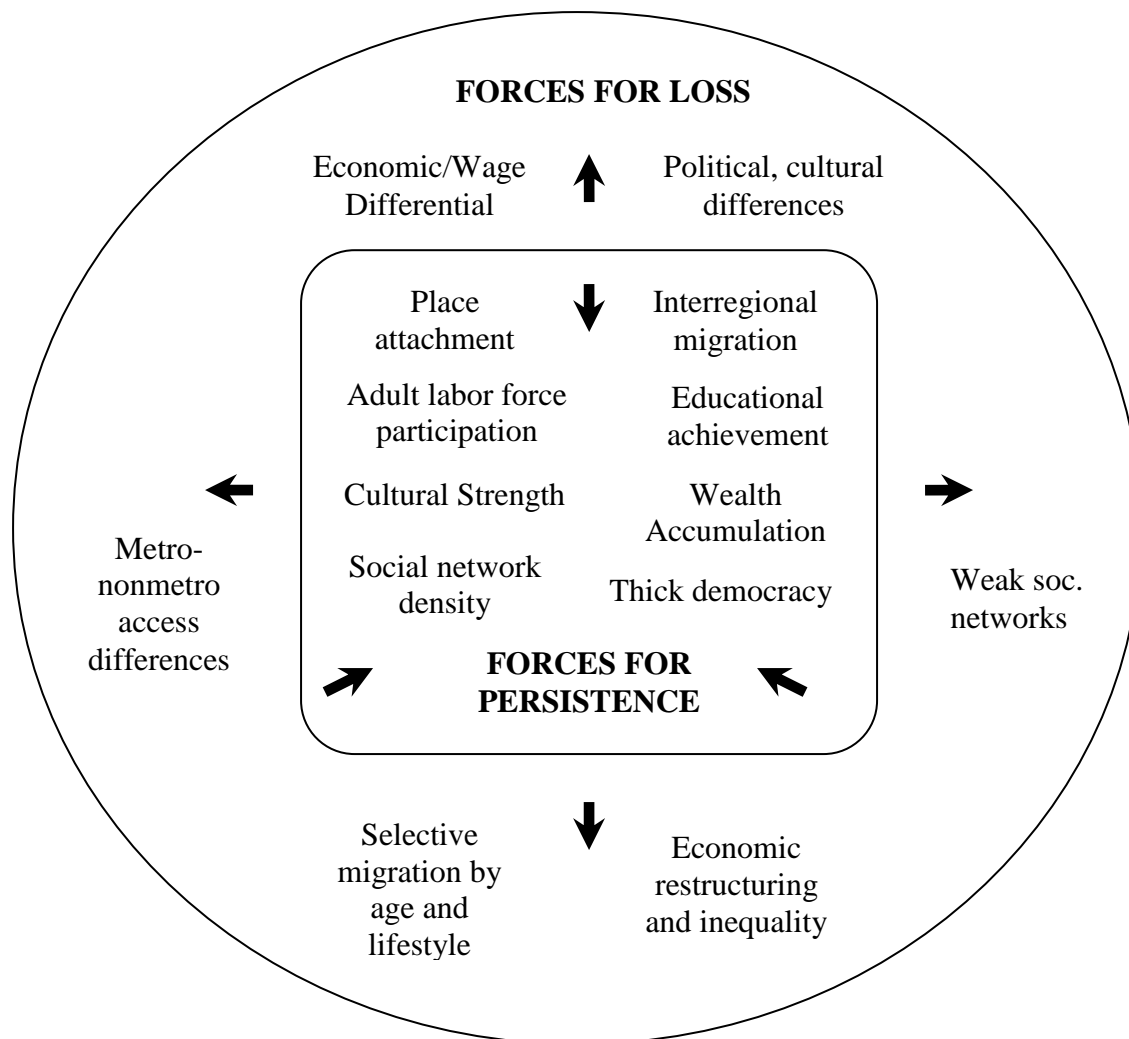 FORCES FOR LOSS
Economic/Wage
Differential
Political, cultural
differences
Place
attachment
Interregional
migration
Adult labor force
participation
Educational
achievement
Cultural Strength
Wealth
Accumulation
Metro-
nonmetro
access
differences
Social network
density
Thick democracy
Weak soc.
networks
FORCES FOR
PERSISTENCE
Selective
migration by
age and
lifestyle
Economic
restructuring
and inequality